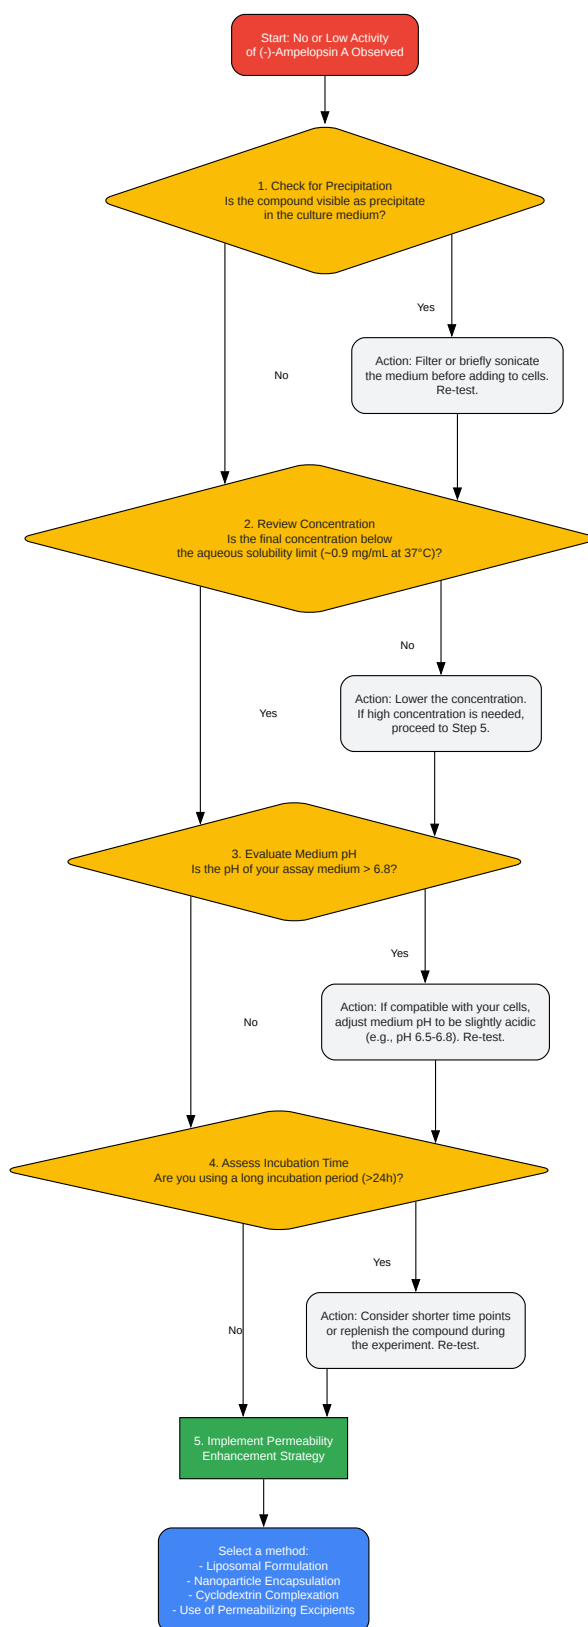 Start: No or Low Activity
of (-)-Ampelopsin A Observed
1. Check for Precipitation
Is the compound visible as precipitate
in the culture medium?
Yes
Action: Filter or briefly sonicate
the medium before adding to cells.
Re-test.
No
2. Review Concentration
Is the final concentration below
the aqueous solubility limit (~0.9 mg/mL at 37°C)?
No
Action: Lower the concentration.
If high concentration is needed,
proceed to Step 5.
Yes
3. Evaluate Medium pH
Is the pH of your assay medium > 6.8?
Yes
Action: If compatible with your cells,
adjust medium pH to be slightly acidic
(e.g., pH 6.5-6.8). Re-test.
No
4. Assess Incubation Time
Are you using a long incubation period (>24h)?
Yes
Action: Consider shorter time points
or replenish the compound during
the experiment. Re-test.
No
5. Implement Permeability
Enhancement Strategy
Select a method:
- Liposomal Formulation
- Nanoparticle Encapsulation
- Cyclodextrin Complexation
- Use of Permeabilizing Excipients